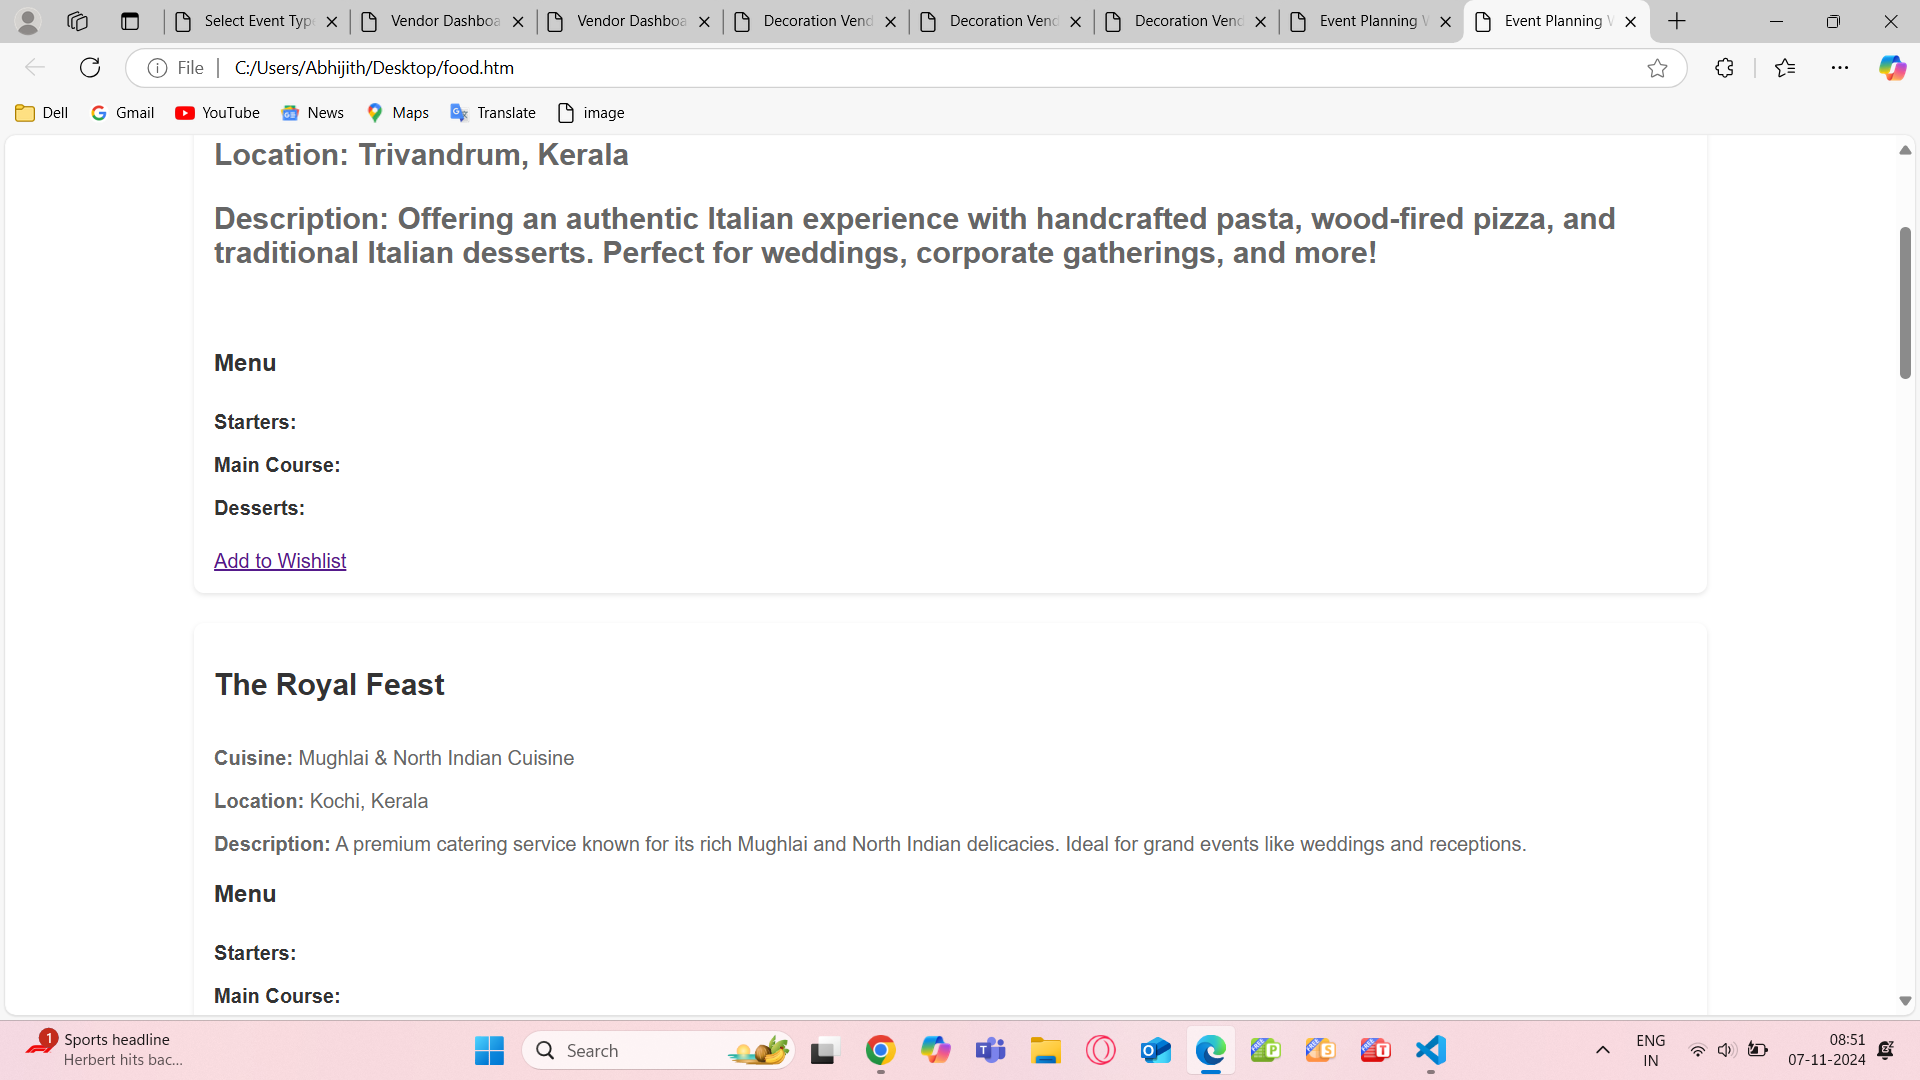 Select Event Typ
Vendor Dashboa
Vendor Dashboa
Decoration Vend
Decoration Vend
Decoration Vend
Event Planning W
Event Planning W
File
C:/Users/Abhijith/Desktop/food.htm
Dell
Gmail
YouTube
News
Maps
Translate
image
Location: Trivandrum, Kerala
Description: Offering an authentic Italian experience with handcrafted pasta, wood-fired pizza, and
traditional Italian desserts. Perfect for weddings, corporate gatherings, and more!
Menu
Starters:
Main Course:
Desserts:
Add to Wishlist
The Royal Feast
Cuisine: Mughlai & North Indian Cuisine
Location: Kochi, Kerala
Description: A premium catering service known for its rich Mughlai and North Indian delicacies. Ideal for grand events like weddings and receptions.
Menu
Starters:
Main Course:
1
Sports headline
Herbert hits bac...
Search
ENG
IN
08:51
07-11-2024